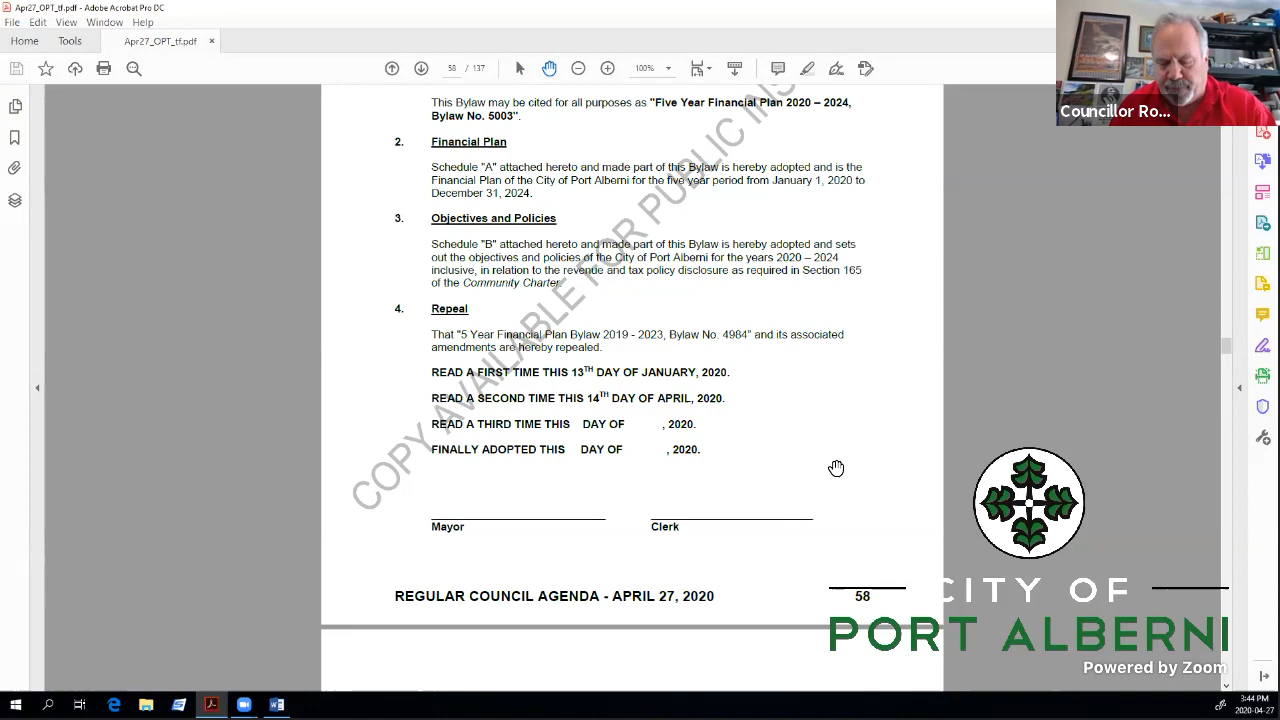 Apr27_OPT_tf.pdf - Adobe Acrobat Pro DC
File Edit View Window Help
Home Tools Apr27_OPT_tf.pdf ×
58 / 137 100%
Councillor Ro...
This Bylaw may be cited for all purposes as "Five Year Financial Plan 2020 – 2024,
Bylaw No. 5003".
2. Financial Plan
Schedule "A" attached hereto and made part of this Bylaw is hereby adopted and is the
Financial Plan of the City of Port Alberni for the five year period from January 1, 2020 to
December 31, 2024.
3. Objectives and Policies
Schedule "B" attached hereto and made part of this Bylaw is hereby adopted and sets
out the objectives and policies of the City of Port Alberni for the years 2020 – 2024
inclusive, in relation to the revenue and tax policy disclosure as required in Section 165
of the Community Charter.
4. Repeal
That "5 Year Financial Plan Bylaw 2019 - 2023, Bylaw No. 4984" and its associated
amendments are hereby repealed.
READ A FIRST TIME THIS 13TH DAY OF JANUARY, 2020.
READ A SECOND TIME THIS 14TH DAY OF APRIL, 2020.
READ A THIRD TIME THIS DAY OF , 2020.
FINALLY ADOPTED THIS DAY OF , 2020.
COPY AVAILABLE FOR PUBLIC
Mayor Clerk
REGULAR COUNCIL AGENDA - APRIL 27, 2020 58
CITY OF
PORT ALBERNI
Powered by Zoom
3:44 PM
2020-04-27